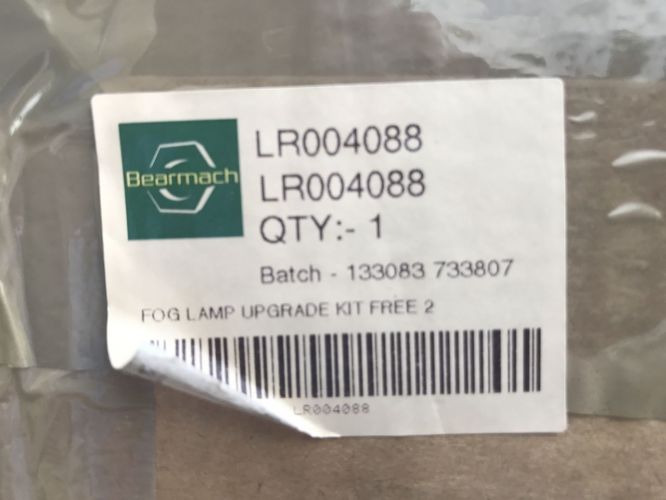 Bearmach
LR004088
LR004088
QTY:- 1
Batch - 133083 733807
FOG LAMP UPGRADE KIT FREE 2
LR004088